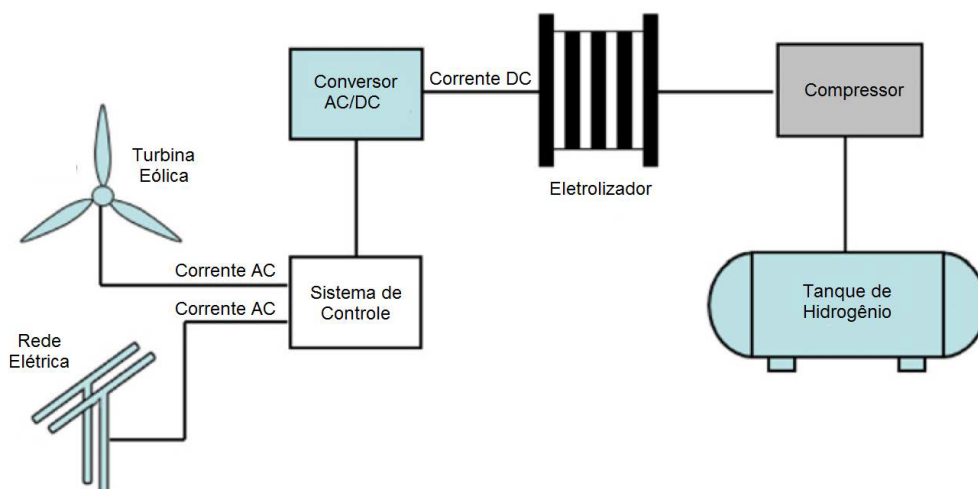 Conversor
AC/DC
Corrente DC
Compressor
Turbina
Eólica
Eletrolizador
Corrente AC
Corrente AC
Sistema de
Controle
Tanque de
Hidrogênio
Rede
Elétrica